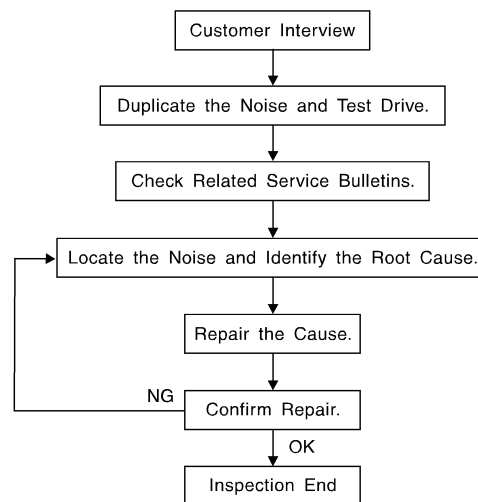 Customer Interview
Duplicate the Noise and Test Drive.
Check Related Service Bulletins.
Locate the Noise and Identify the Root Cause.
Repair the Cause.
NG
Confirm Repair.
OK
Inspection End